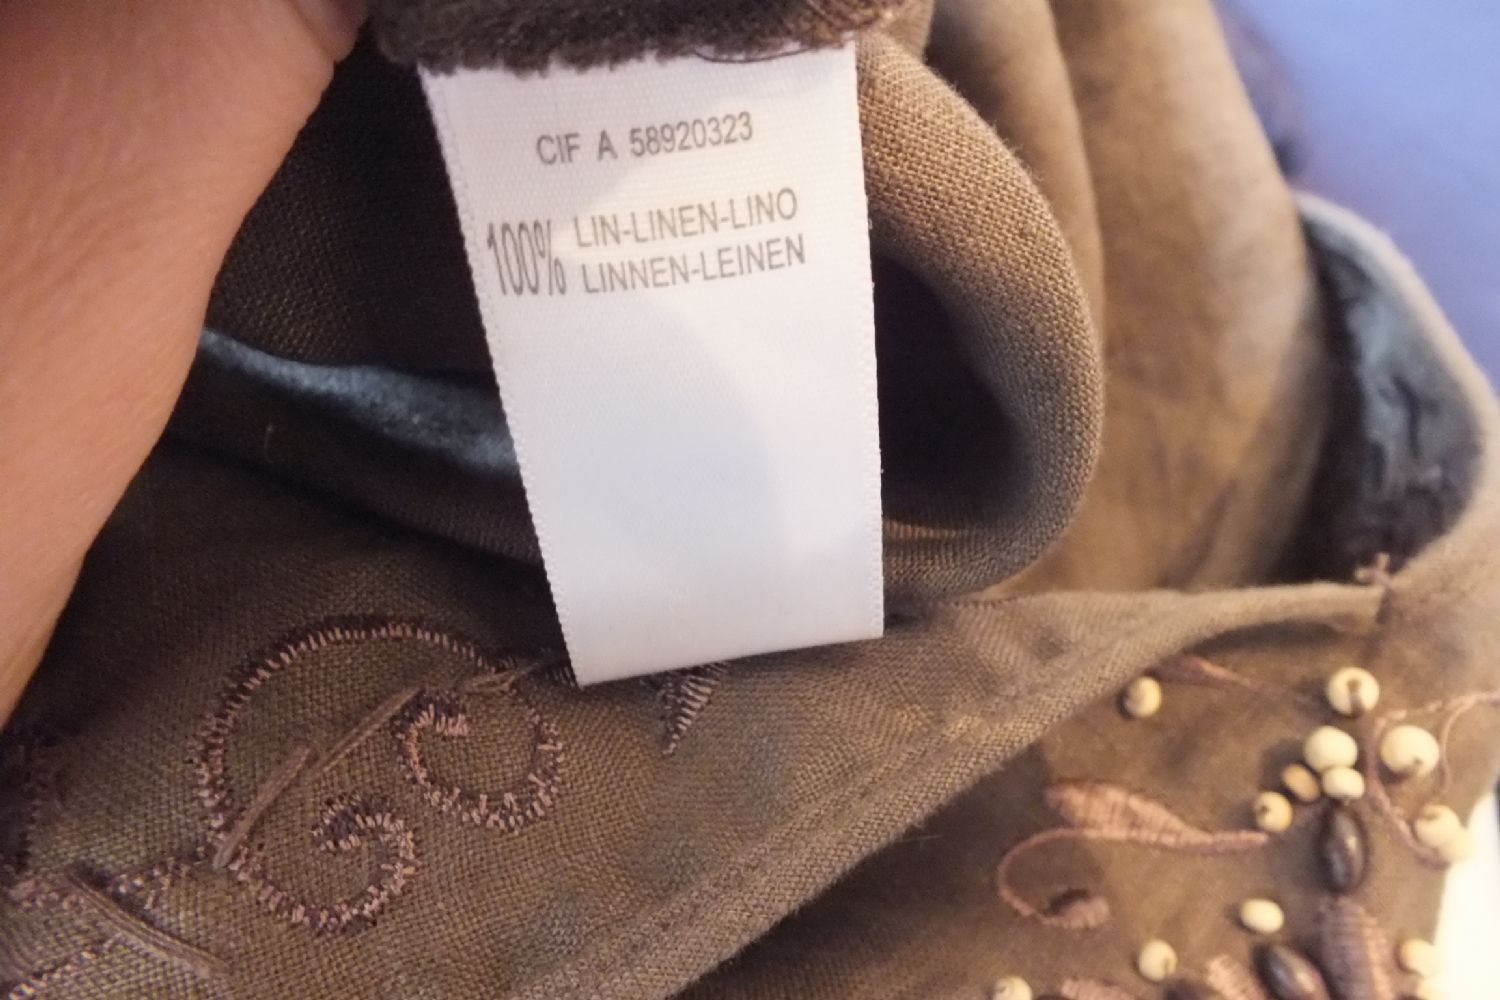 CIF A 58920323
100% LIN-LINEN-LINO
LINNEN-LEINEN